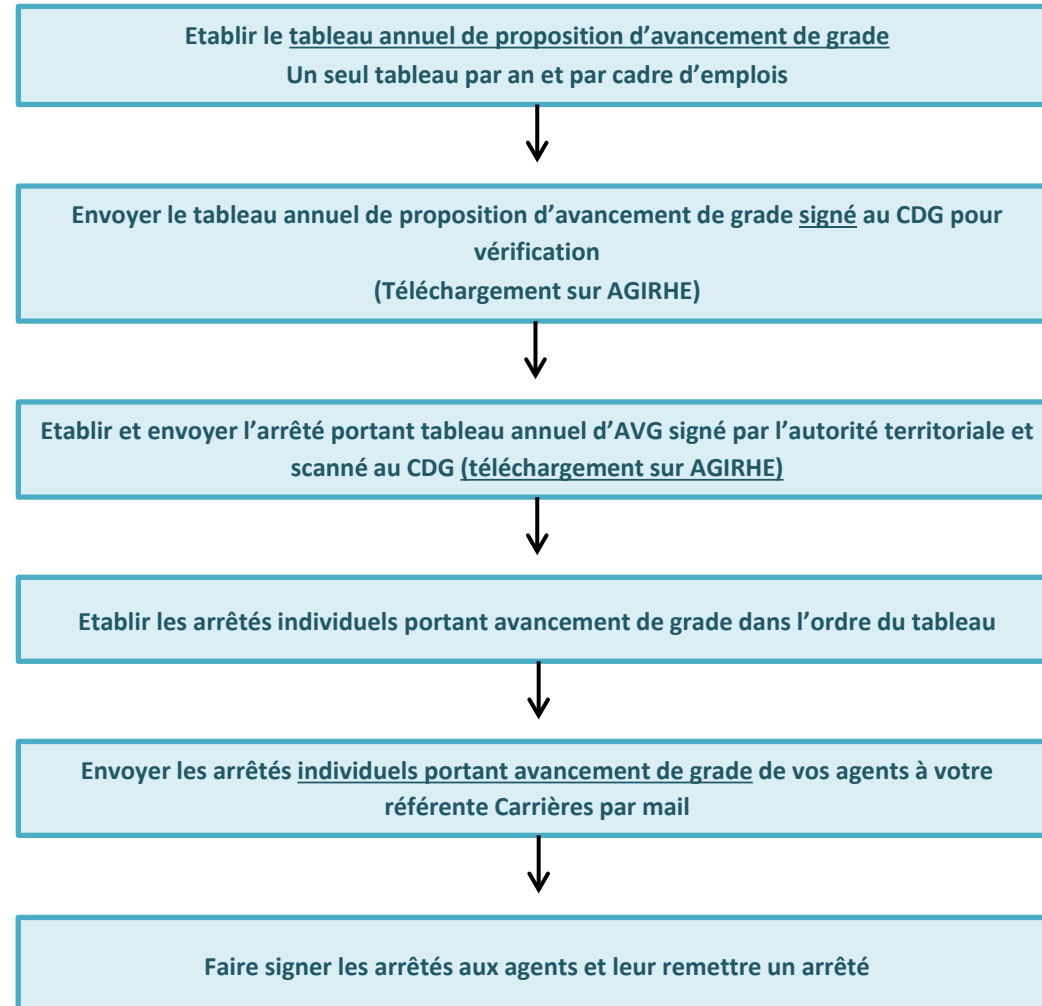 Etablir le tableau annuel de proposition d’avancement de grade
Un seul tableau par an et par cadre d’emplois
Envoyer le tableau annuel de proposition d’avancement de grade signé au CDG pour
vérification
(Téléchargement sur AGIRHE)
Etablir et envoyer l’arrêté portant tableau annuel d’AVG signé par l’autorité territoriale et
scanné au CDG (téléchargement sur AGIRHE)
Etablir les arrêtés individuels portant avancement de grade dans l’ordre du tableau
Envoyer les arrêtés individuels portant avancement de grade de vos agents à votre
référente Carrières par mail
Faire signer les arrêtés aux agents et leur remettre un arrêté